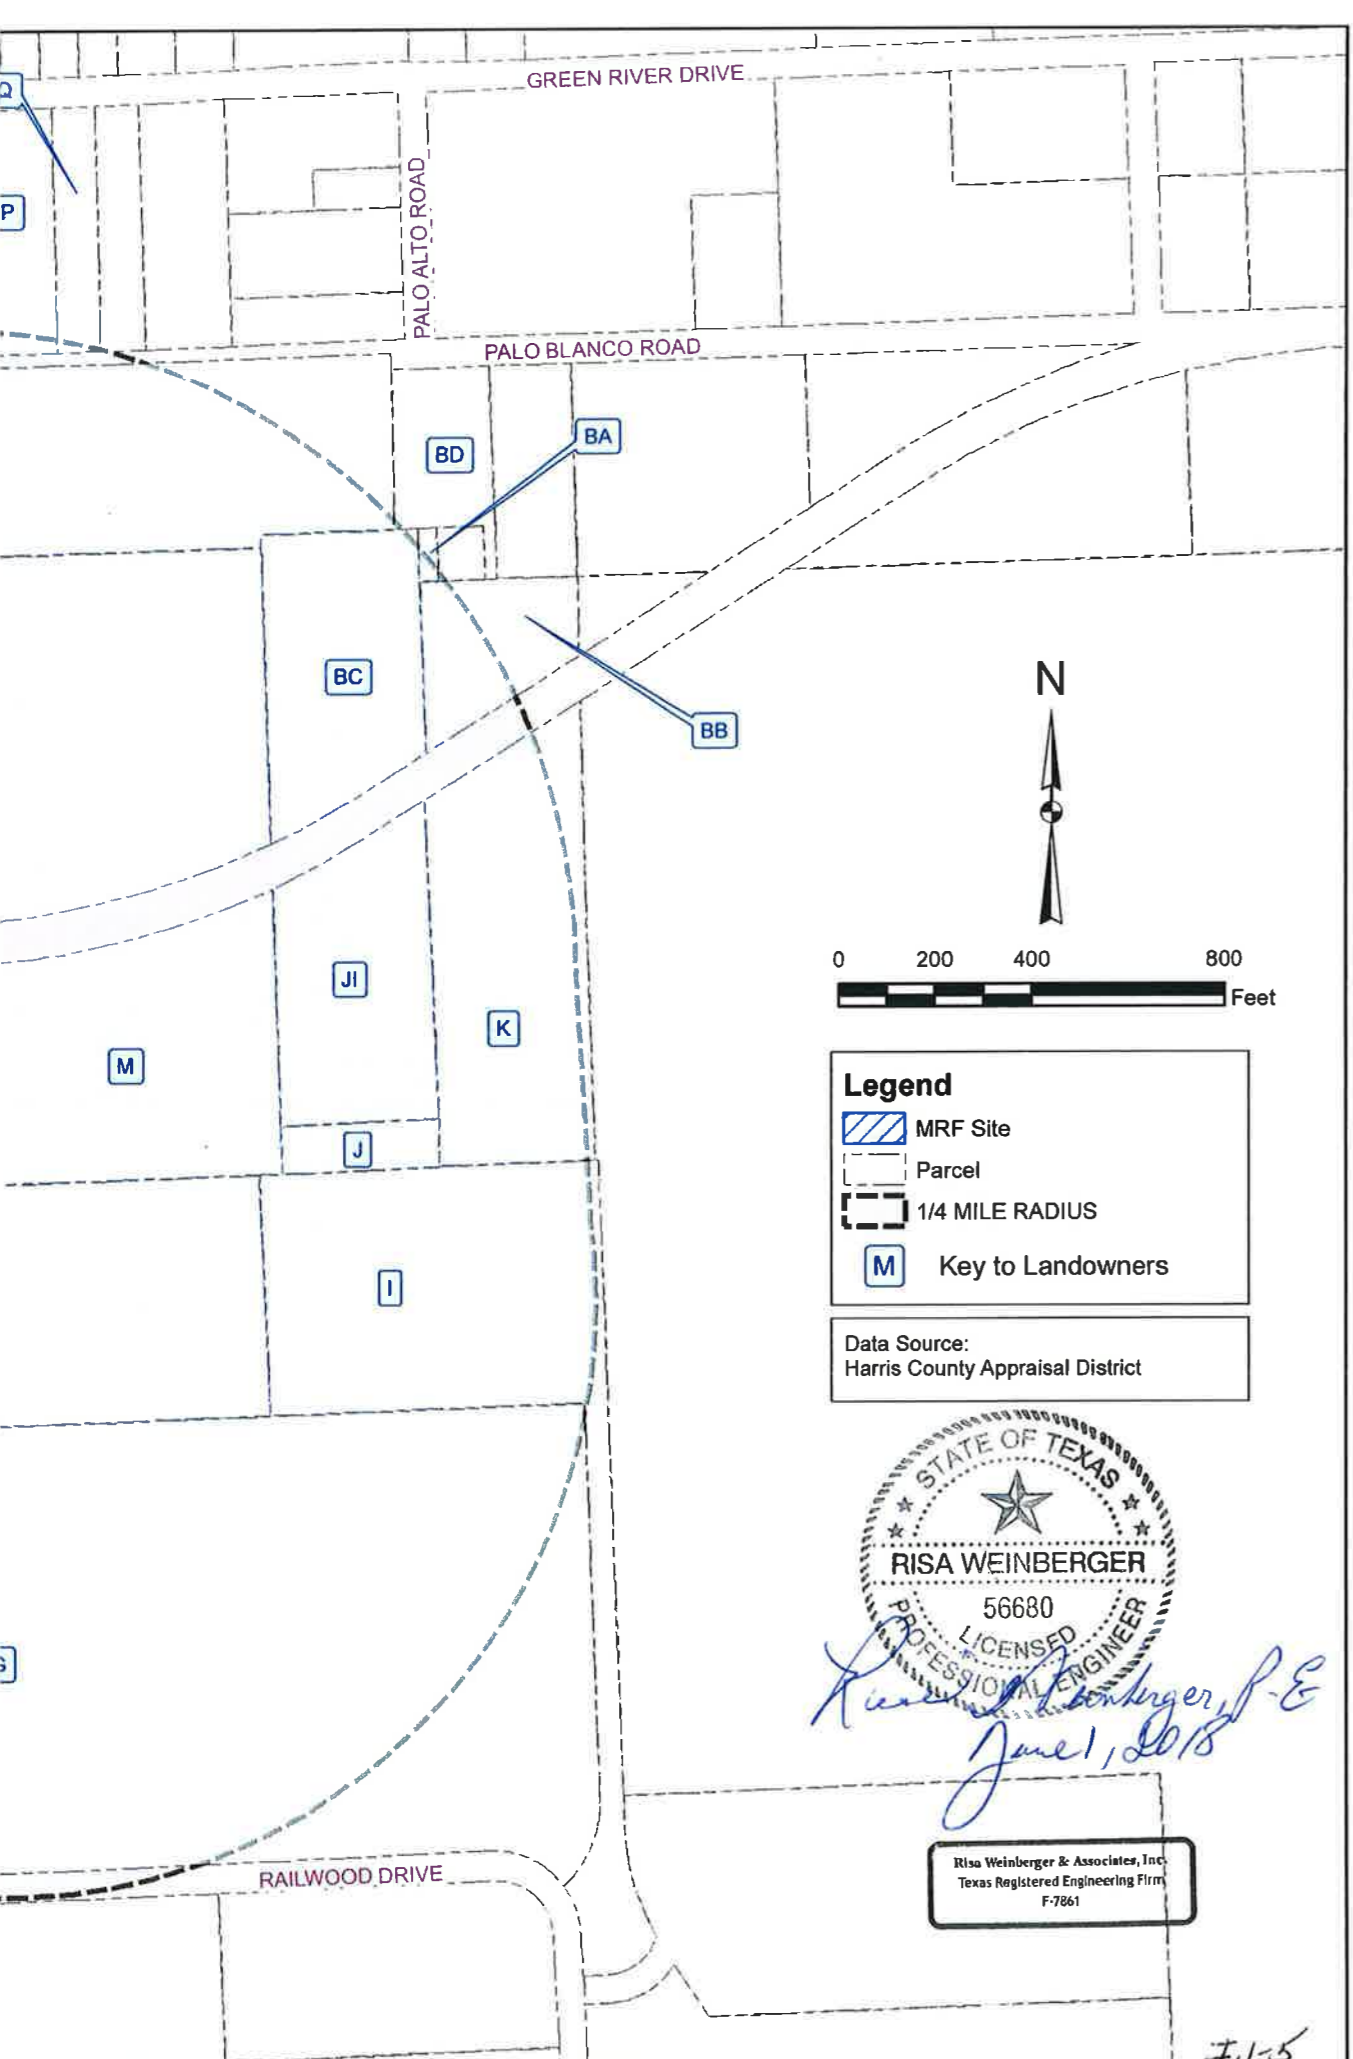 GREEN RIVER DRIVE
Q
P
PALO ALTO ROAD
PALO BLANCO ROAD
BD
BA
BC
BB
N
0 200 400 800
Feet
JI
K
M
J
I
Legend
MRF Site
Parcel
1/4 MILE RADIUS
M Key to Landowners
Data Source:
Harris County Appraisal District
STATE OF TEXAS
RISA WEINBERGER
56680
LICENSED
PROFESSIONAL ENGINEER
Weinberger, P.E
June 1, 2018
RAILWOOD DRIVE
Risa Weinberger & Associates, Inc.
Texas Registered Engineering Firm
F-7861